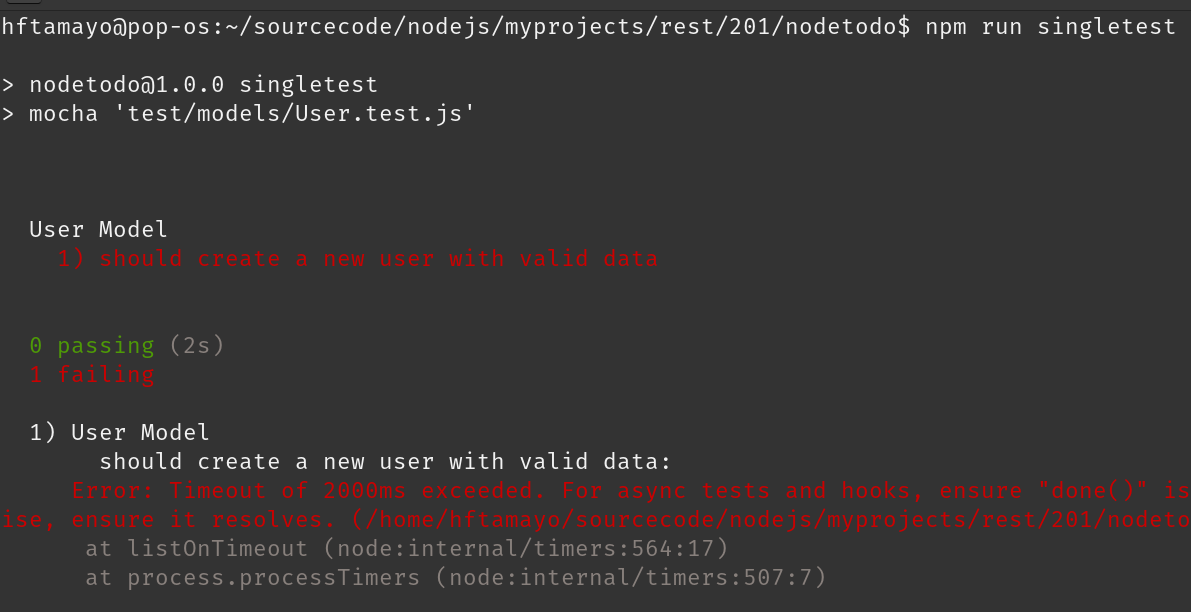 hftamayo@pop-os:~/sourcecode/nodejs/myprojects/rest/201/nodetodo$ npm run singletest
> nodetodo@1.0.0 singletest
> mocha 'test/models/User.test.js'
User Model
1) should create a new user with valid data
0 passing (2s)
1 failing
1) User Model
should create a new user with valid data:
Error: Timeout of 2000ms exceeded. For async tests and hooks, ensure "done()" is
ise, ensure it resolves. (/home/hftamayo/sourcecode/nodejs/myprojects/rest/201/nodeto
at listOnTimeout (node:internal/timers:564:17)
at process.processTimers (node:internal/timers:507:7)